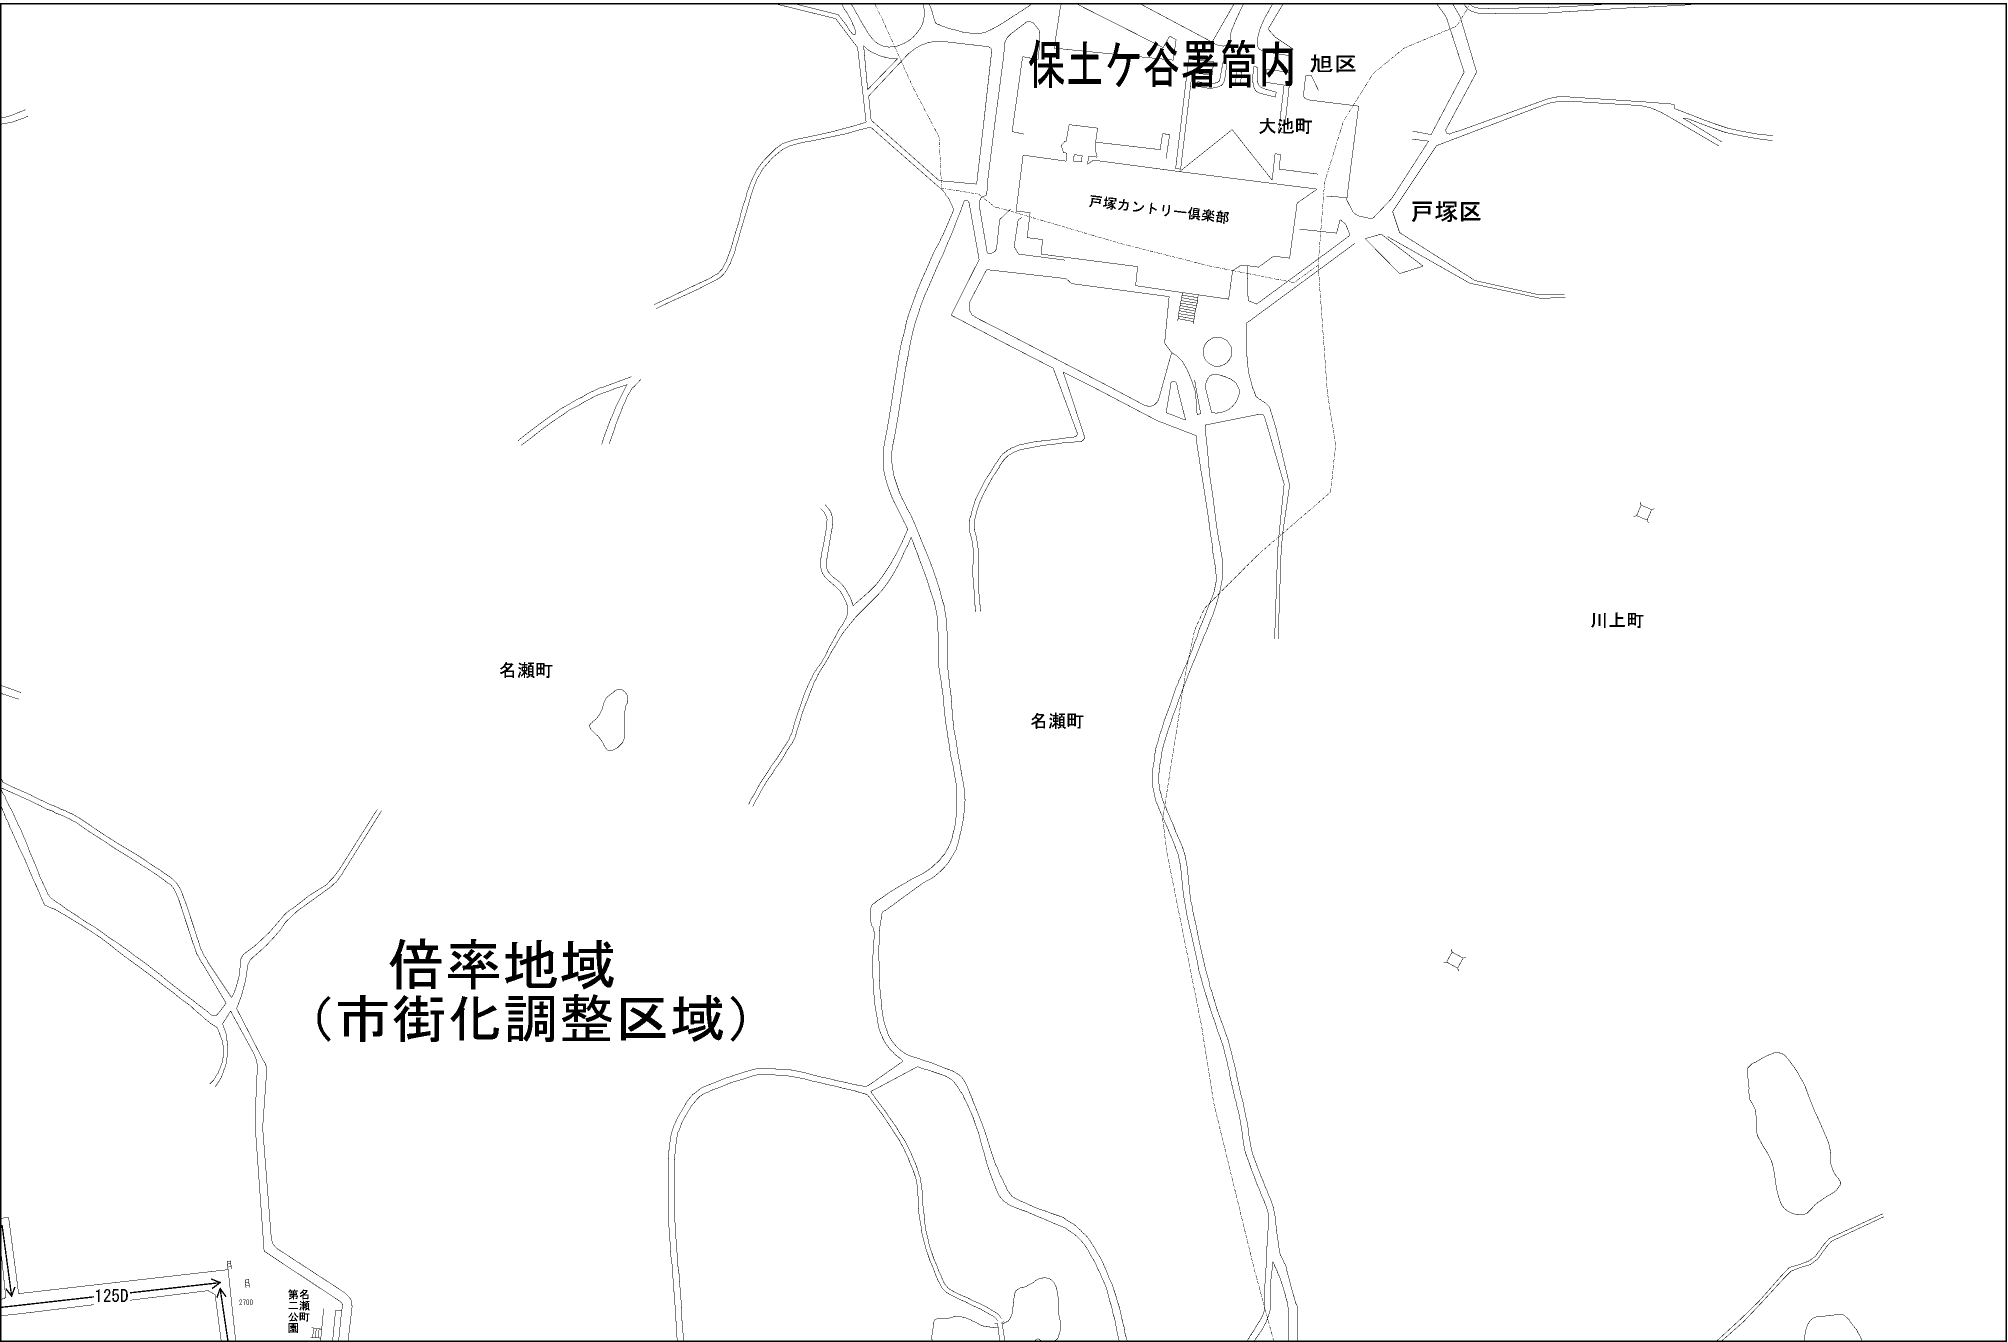 保土ケ谷署管内
旭区
大池町
戸塚カントリー倶楽部
戸塚区
川上町
名瀬町
名瀬町
倍率地域
（市街化調整区域）
125D
270D
名瀬町
第二公園